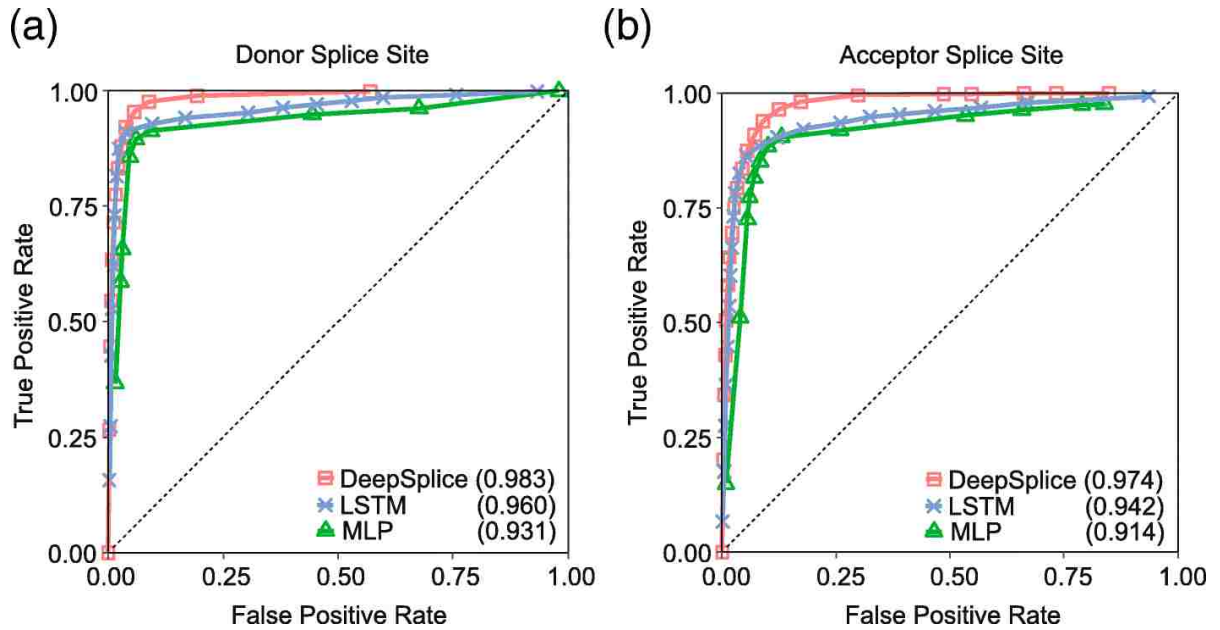 (a)
Donor Splice Site
True Positive Rate
1.00
0.75
0.50
0.25
0.00
DeepSplice (0.983)
LSTM (0.960)
MLP (0.931)
0.00 0.25 0.50 0.75 1.00
False Positive Rate
(b)
Acceptor Splice Site
True Positive Rate
1.00
0.75
0.50
0.25
0.00
DeepSplice (0.974)
LSTM (0.942)
MLP (0.914)
0.00 0.25 0.50 0.75 1.00
False Positive Rate